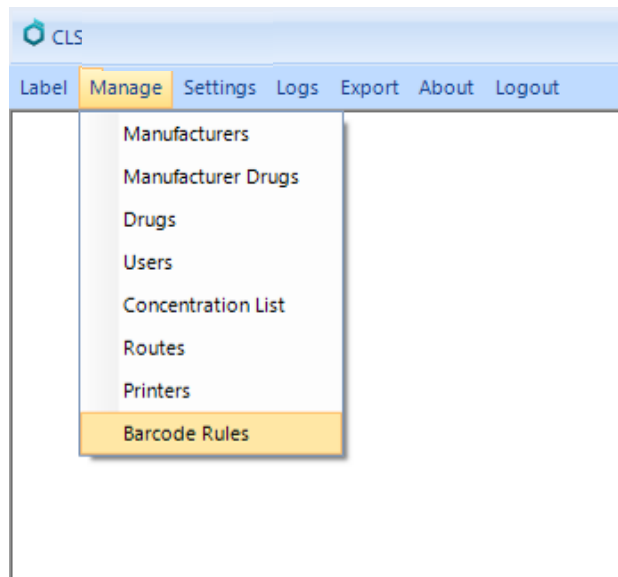 CLS
Label Manage Settings Logs Export About Logout
Manufacturers
Manufacturer Drugs
Drugs
Users
Concentration List
Routes
Printers
Barcode Rules